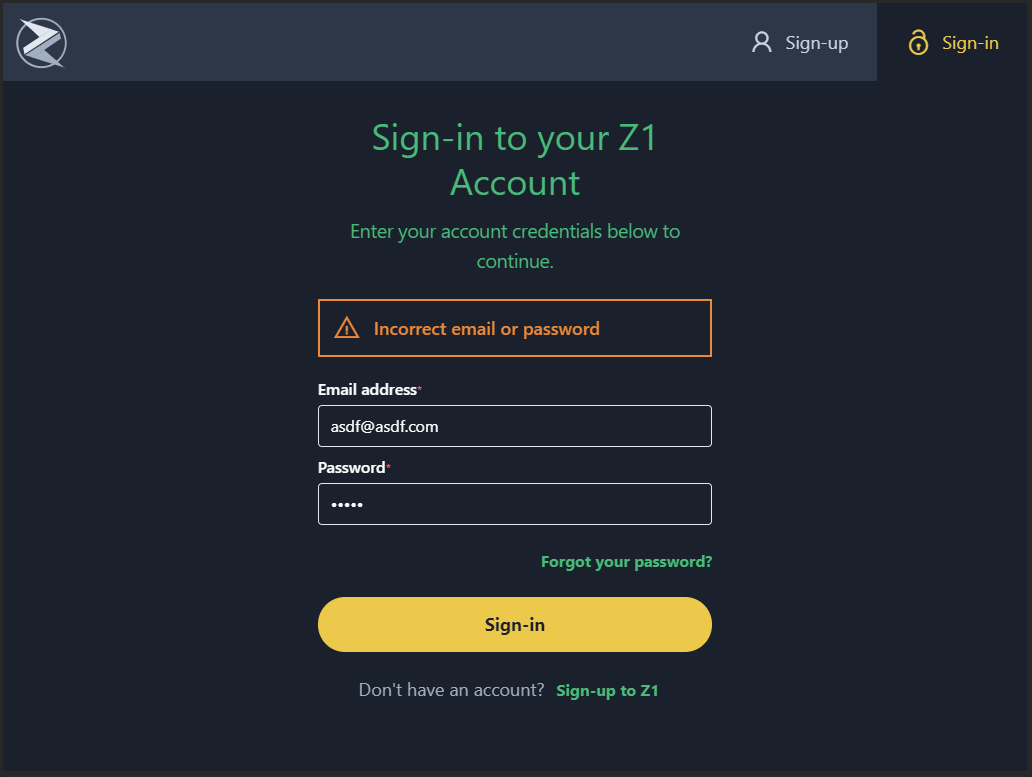 Sign-up
Sign-in
Sign-in to your Z1
Account
Enter your account credentials below to
continue.
Incorrect email or password
Email address*
asdf@asdf.com
Password*
•••••
Forgot your password?
Sign-in
Don't have an account? Sign-up to Z1